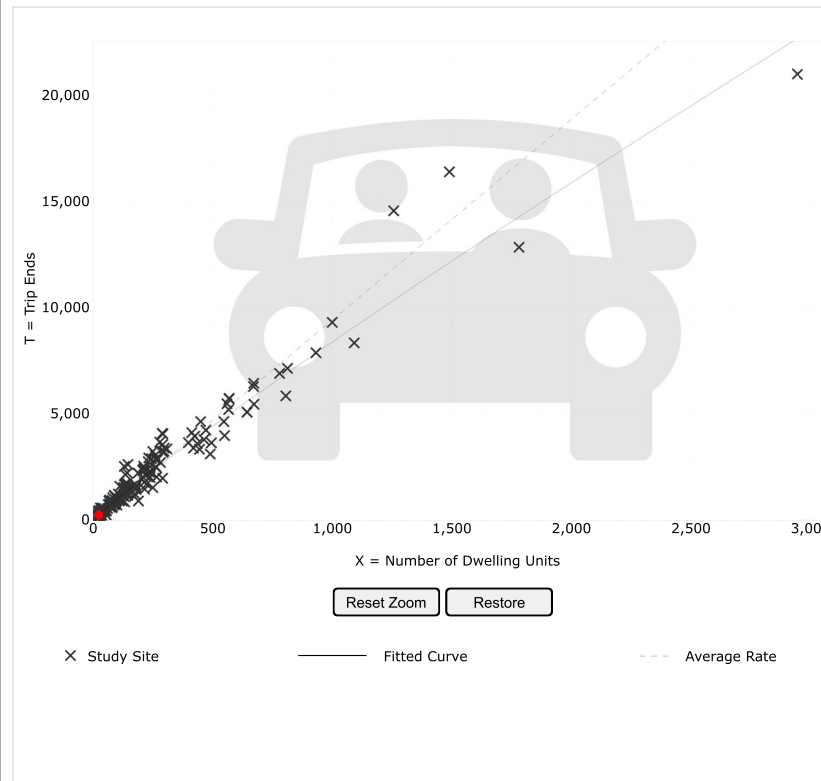 20,000
15,000
10,000
5,000
0
T = Trip Ends
0 500 1,000 1,500 2,000 2,500 3,00
X = Number of Dwelling Units
Reset Zoom Restore
Study Site Fitted Curve Average Rate